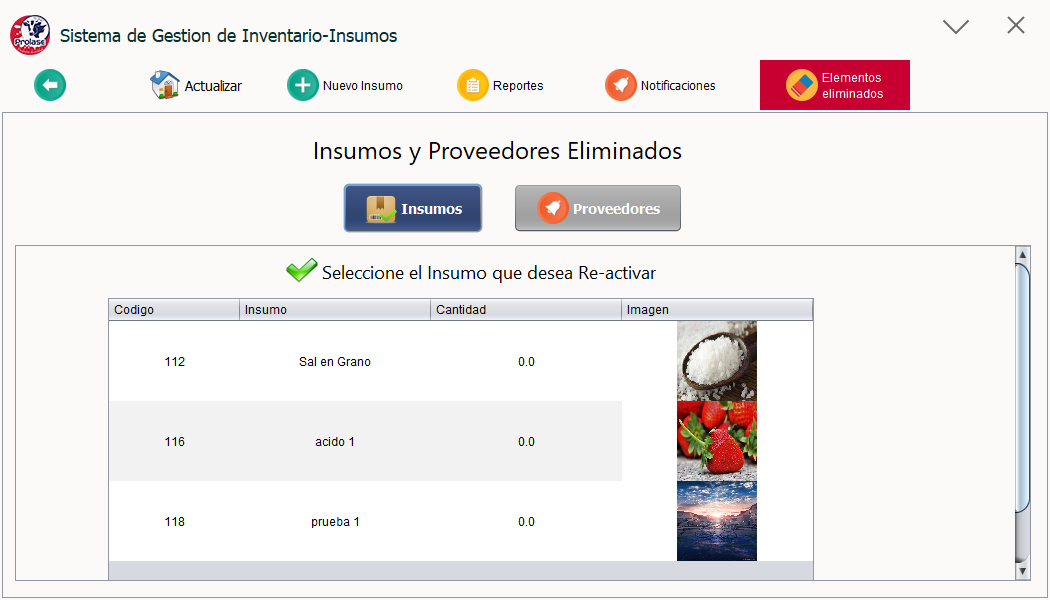 Prolase
Sistema de Gestion de Inventario-Insumos
Actualizar
Nuevo Insumo
Reportes
Notificaciones
Elementos
eliminados
Insumos y Proveedores Eliminados
Insumos
Proveedores
Seleccione el Insumo que desea Re-activar
Codigo Insumo Cantidad Imagen
112 Sal en Grano 0.0
116 acido 1 0.0
118 prueba 1 0.0